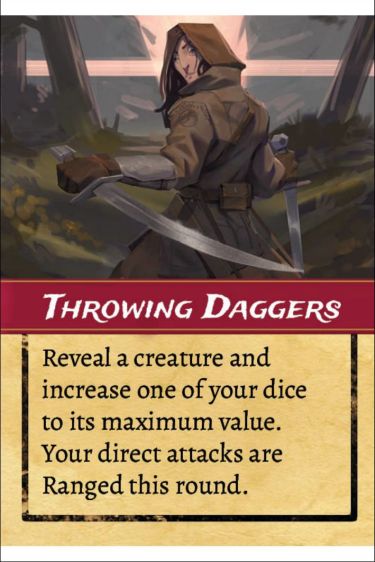 THROWING DAGGERS
Reveal a creature and
increase one of your dice
to its maximum value.
Your direct attacks are
Ranged this round.